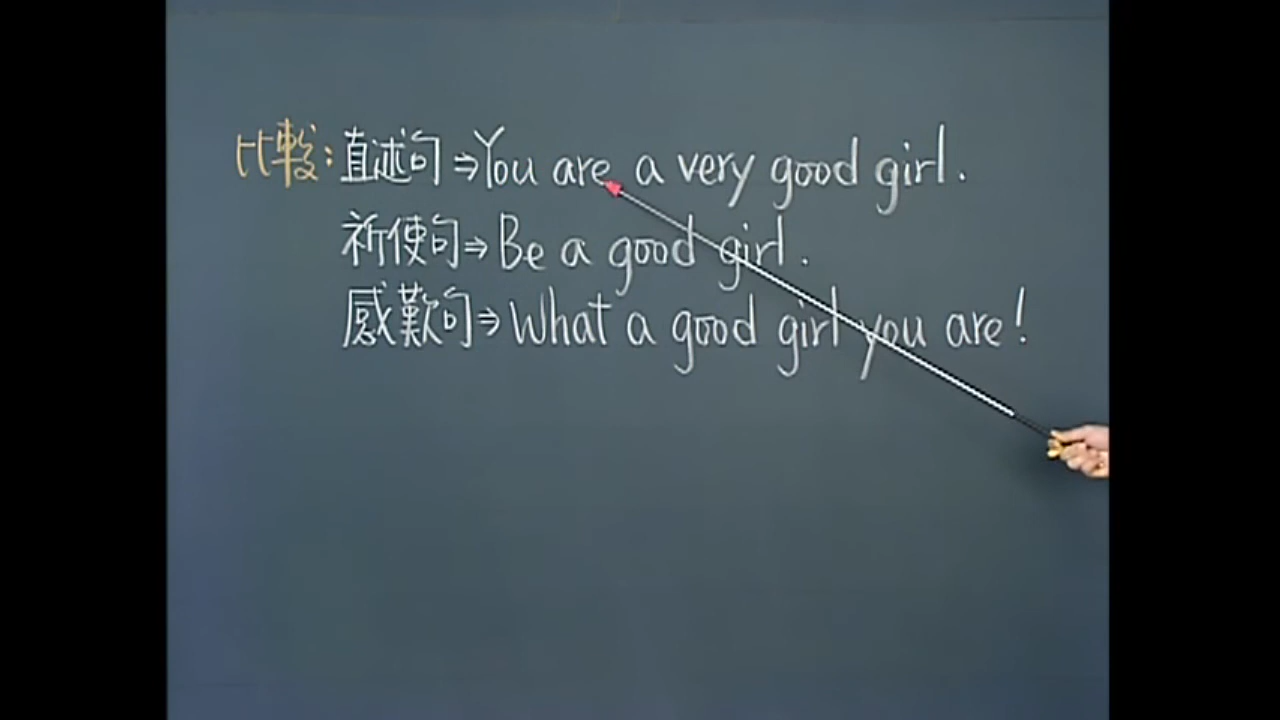 比較:直述句⇒You are a very good girl.
祈使句⇒Be a good girl.
感歎句⇒What a good girl you are!